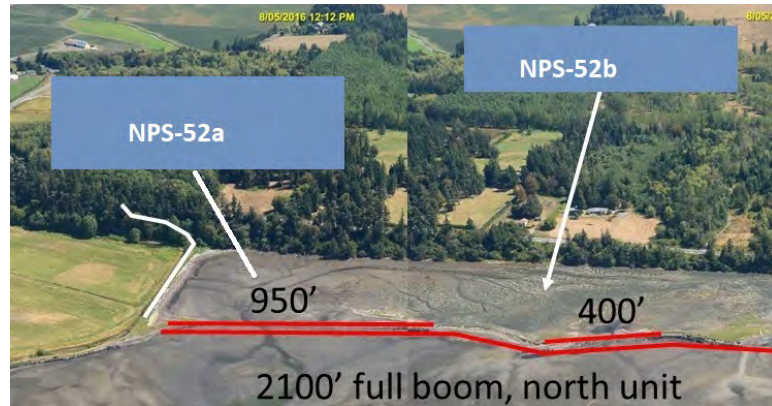 8/05/2016 12:12 PM
8/05/
NPS-52b
NPS-52a
950’
400’
2100’ full boom, north unit